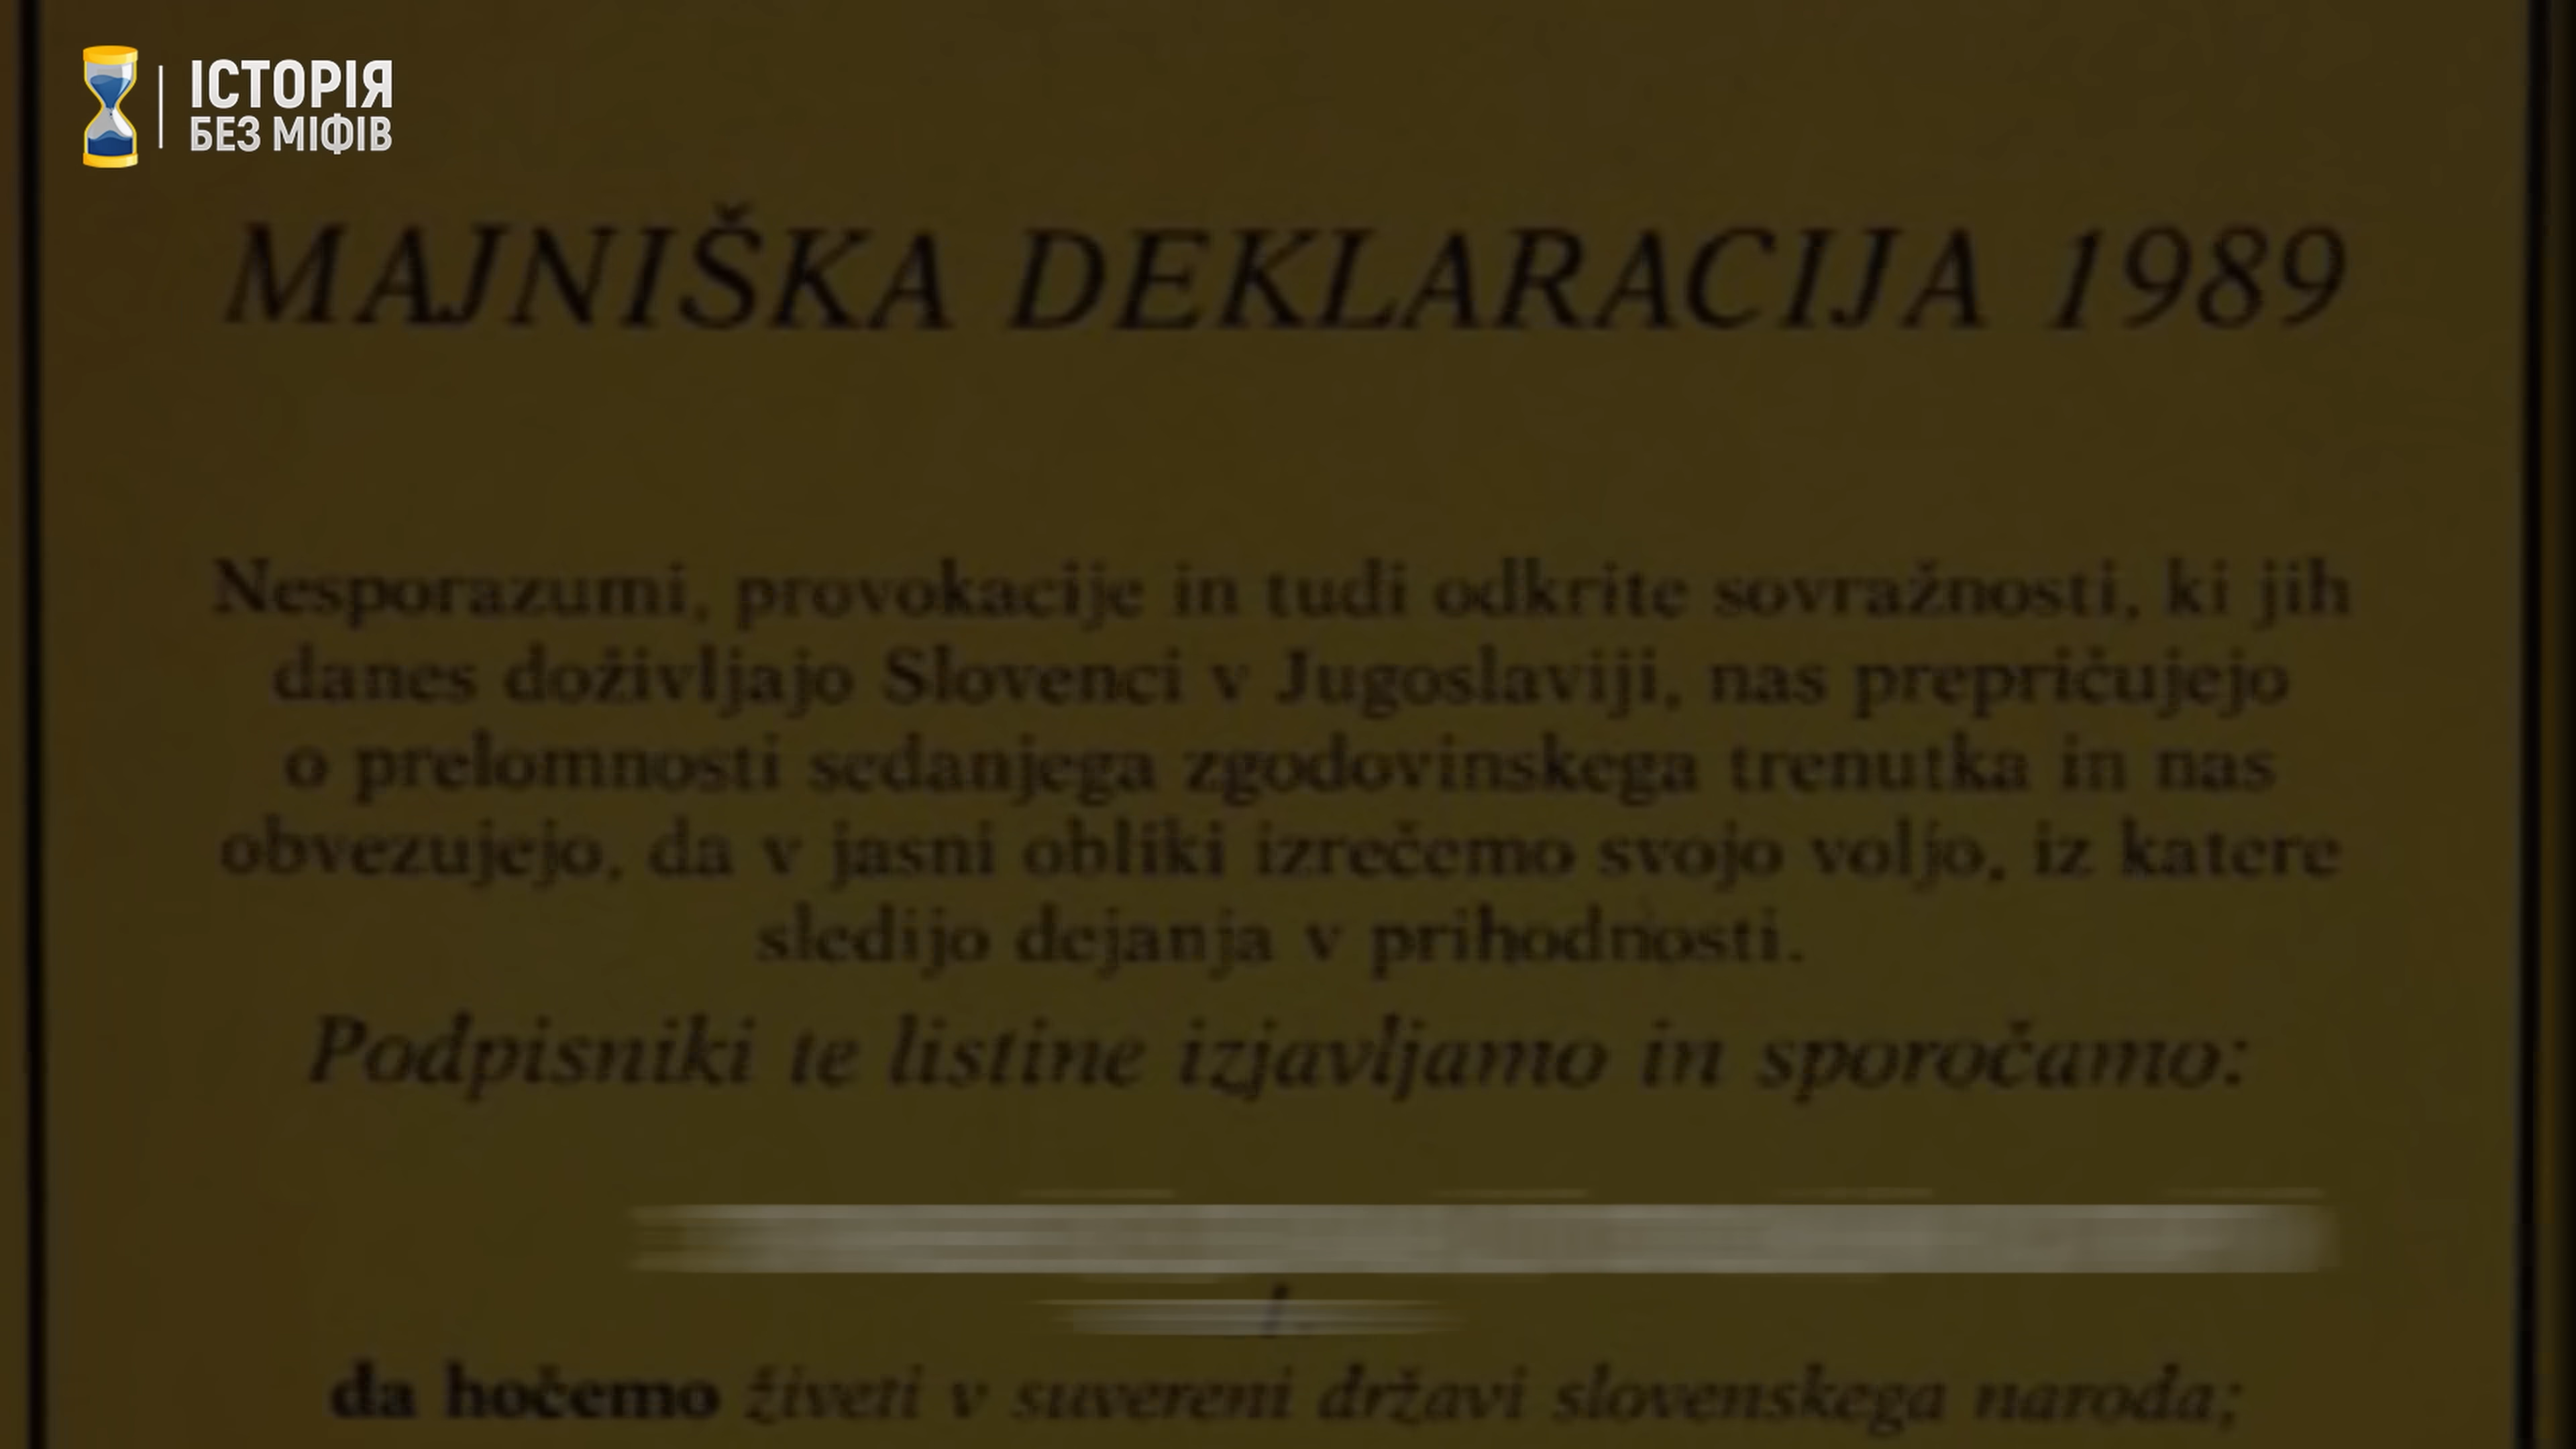 ІСТОРІЯ
БЕЗ МІФІВ
MAJNIŠKA DEKLARACIJA 1989
Nesporazumi, provokacije in tudi odkrite sovražnosti, ki jih
danes doživljajo Slovenci v Jugoslaviji, nas prepričujejo
o prelomnosti sedanjega zgodovinskega trenutka in nas
obvezujejo, da v jasni obliki izrečemo svojo voljo, iz katere
sledijo dejanja v prihodnosti.
Podpisniki te listine izjavljamo in sporočamo:
da hočemo živeti v suvereni državi slovenskega naroda;